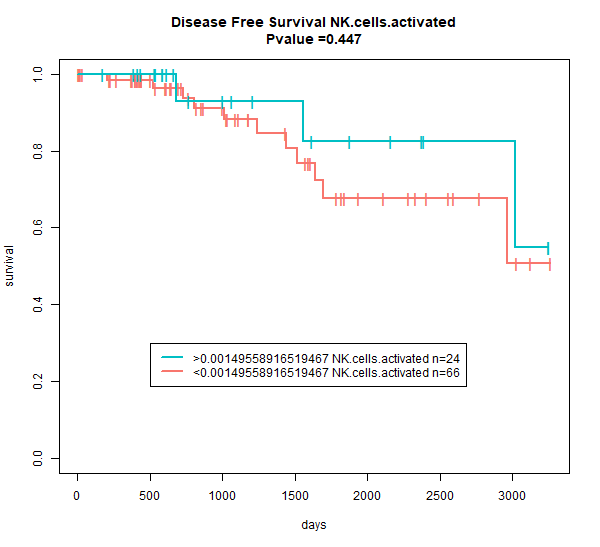 Disease Free Survival NK.cells.activated
Pvalue =0.447
survival
1.0
0.8
0.6
0.4
0.2
0.0
>0.00149558916519467 NK.cells.activated n=24
<0.00149558916519467 NK.cells.activated n=66
0 500 1000 1500 2000 2500 3000
days